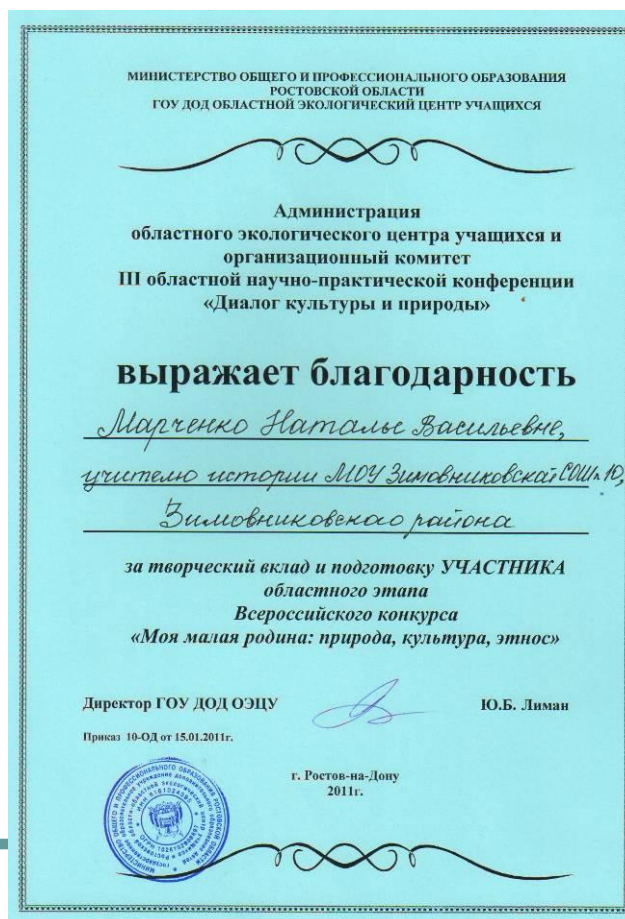 МИНИСТЕРСТВО ОБЩЕГО И ПРОФЕССИОНАЛЬНОГО ОБРАЗОВАНИЯ
РОСТОВСКОЙ ОБЛАСТИ
ГОУ ДОД ОБЛАСТНОЙ ЭКОЛОГИЧЕСКИЙ ЦЕНТР УЧАЩИХСЯ
Администрация
областного экологического центра учащихся и
организационный комитет
III областной научно-практической конференции
«Диалог культуры и природы»
выражает благодарность
Марченко Наталье Васильевне,
учителю истории МОУ Зимовниковская СОШ № 10,
Зимовниковского района
за творческий вклад и подготовку УЧАСТНИКА
областного этапа
Всероссийского конкурса
«Моя малая родина: природа, культура, этнос»
Директор ГОУ ДОД ОЭЦУ Ю.Б. Лиман
Приказ 10-ОД от 15.01.2011г.
г. Ростов-на-Дону
2011г.